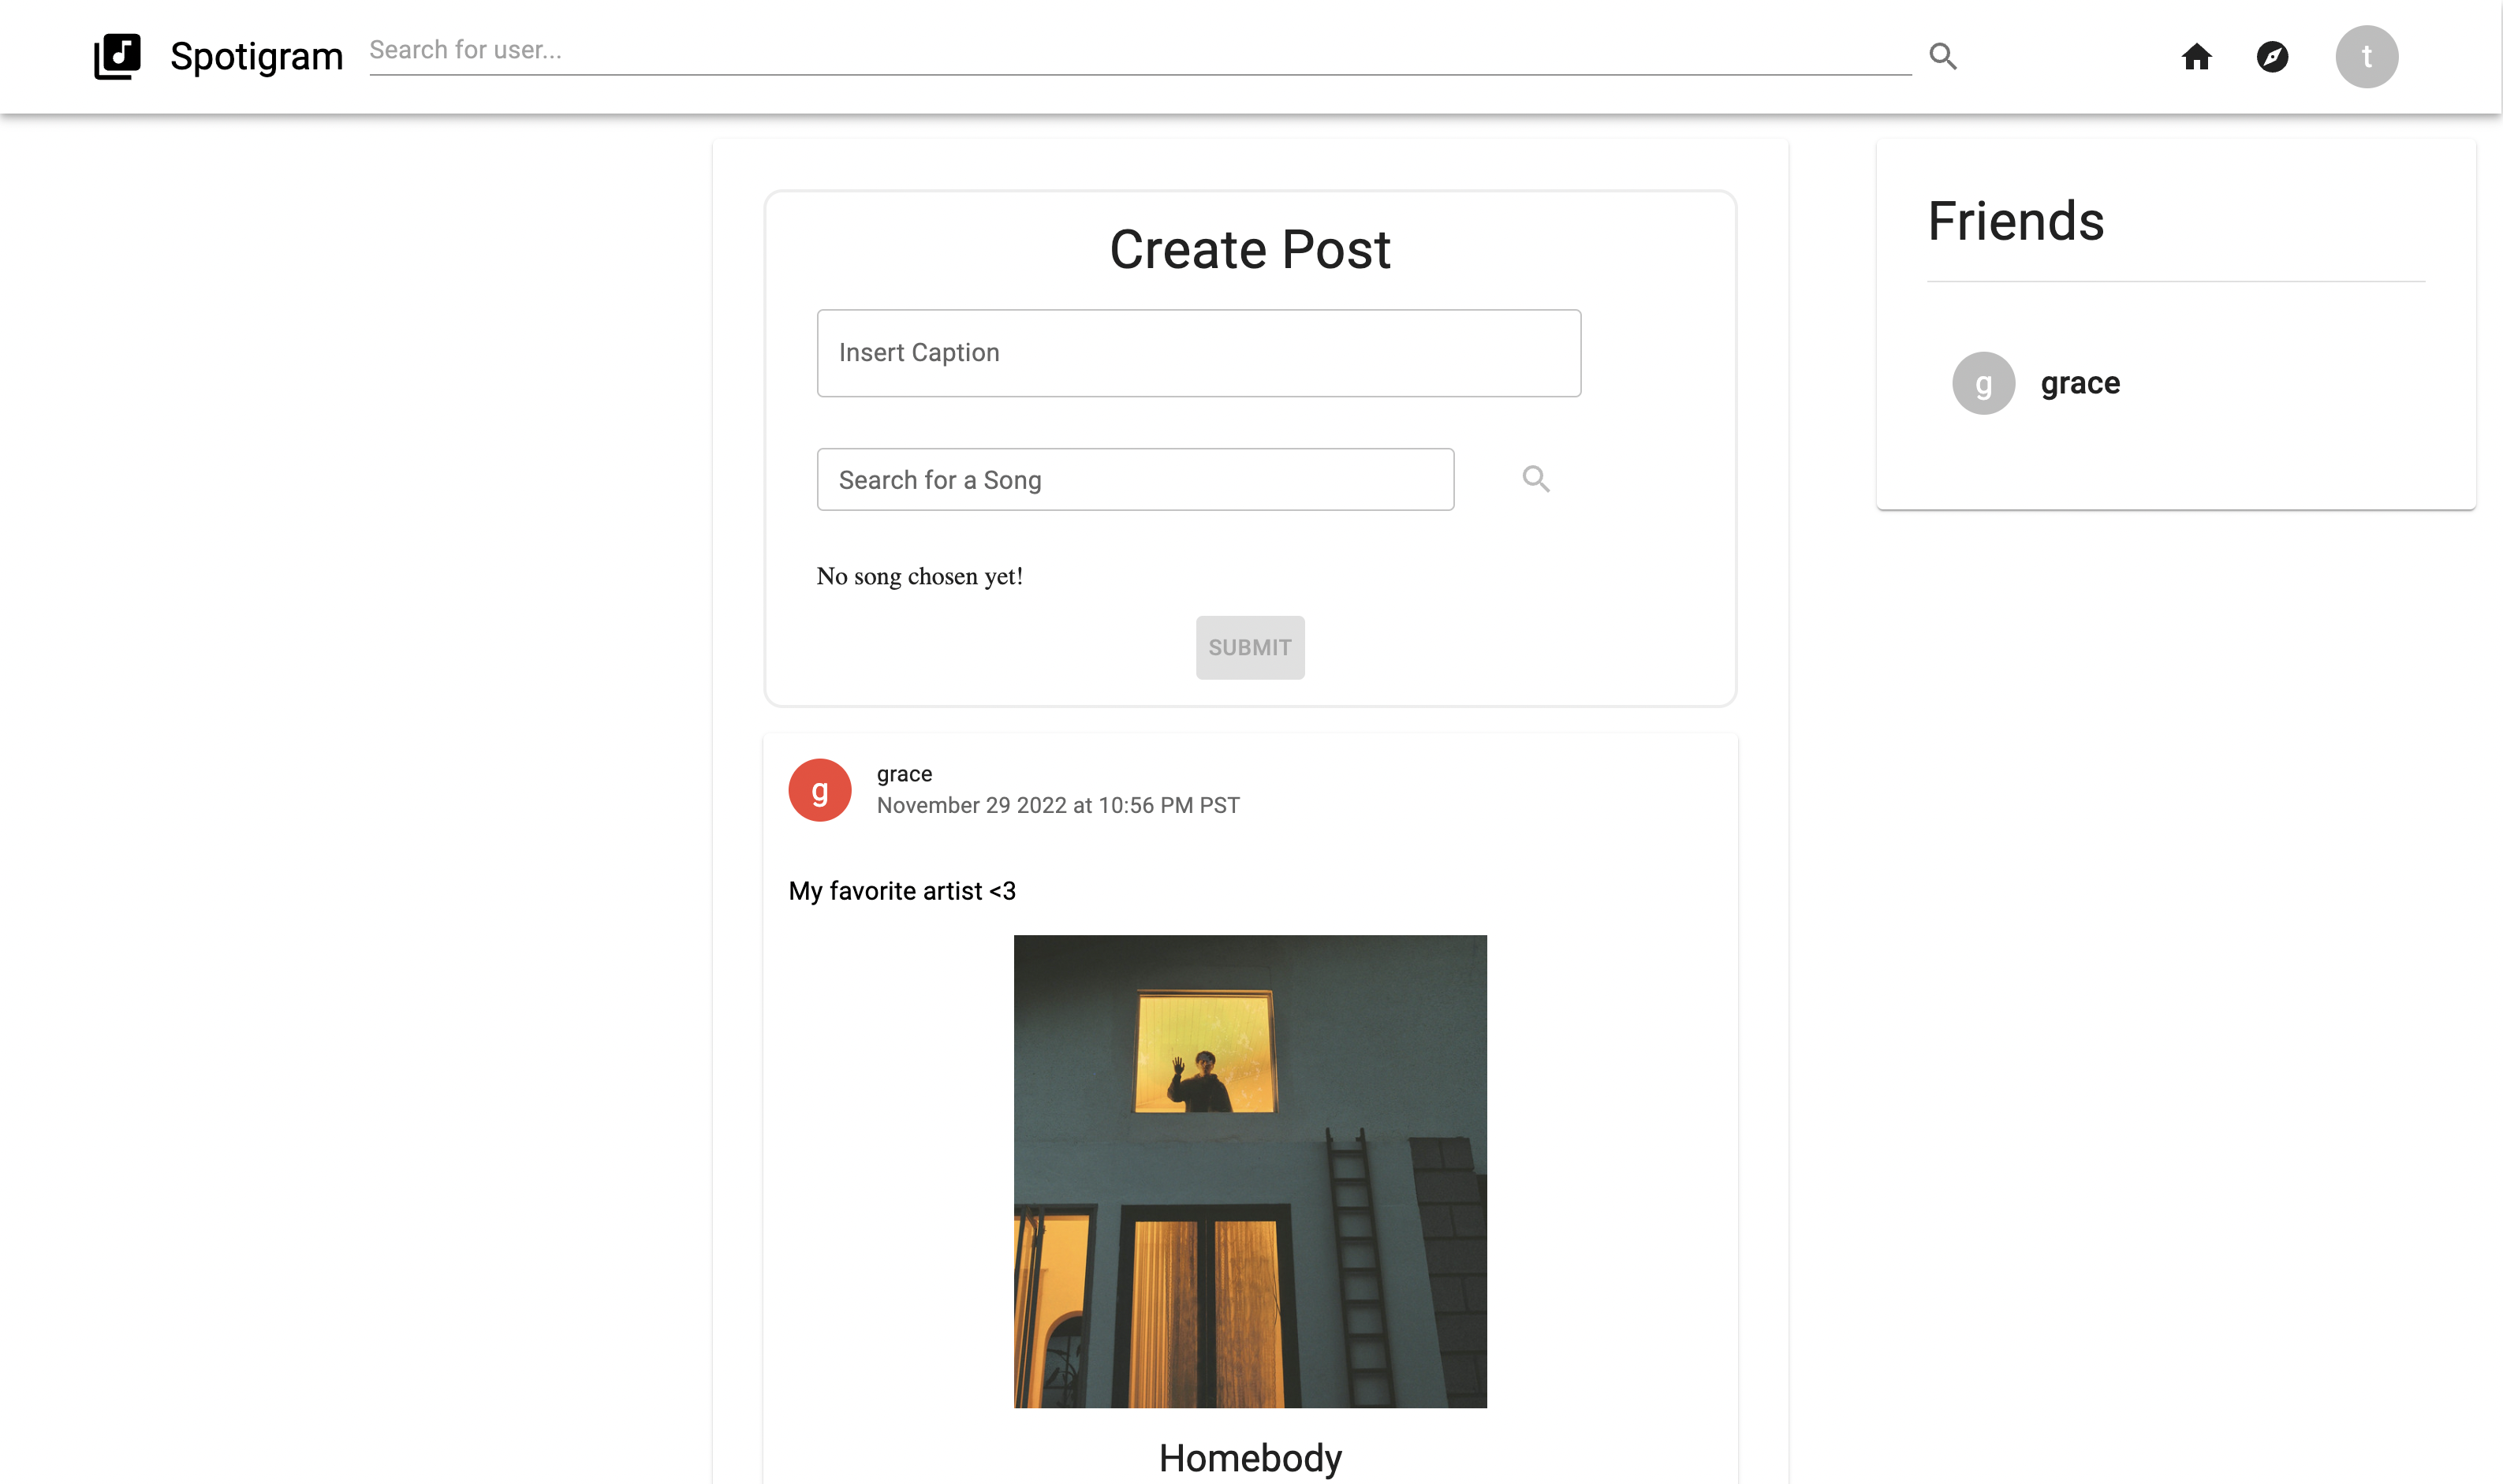 Spotigram
Search for user...
t
Create Post
Insert Caption
Search for a Song
No song chosen yet!
SUBMIT
g
grace
November 29 2022 at 10:56 PM PST
My favorite artist <3
Homebody
Friends
g
grace